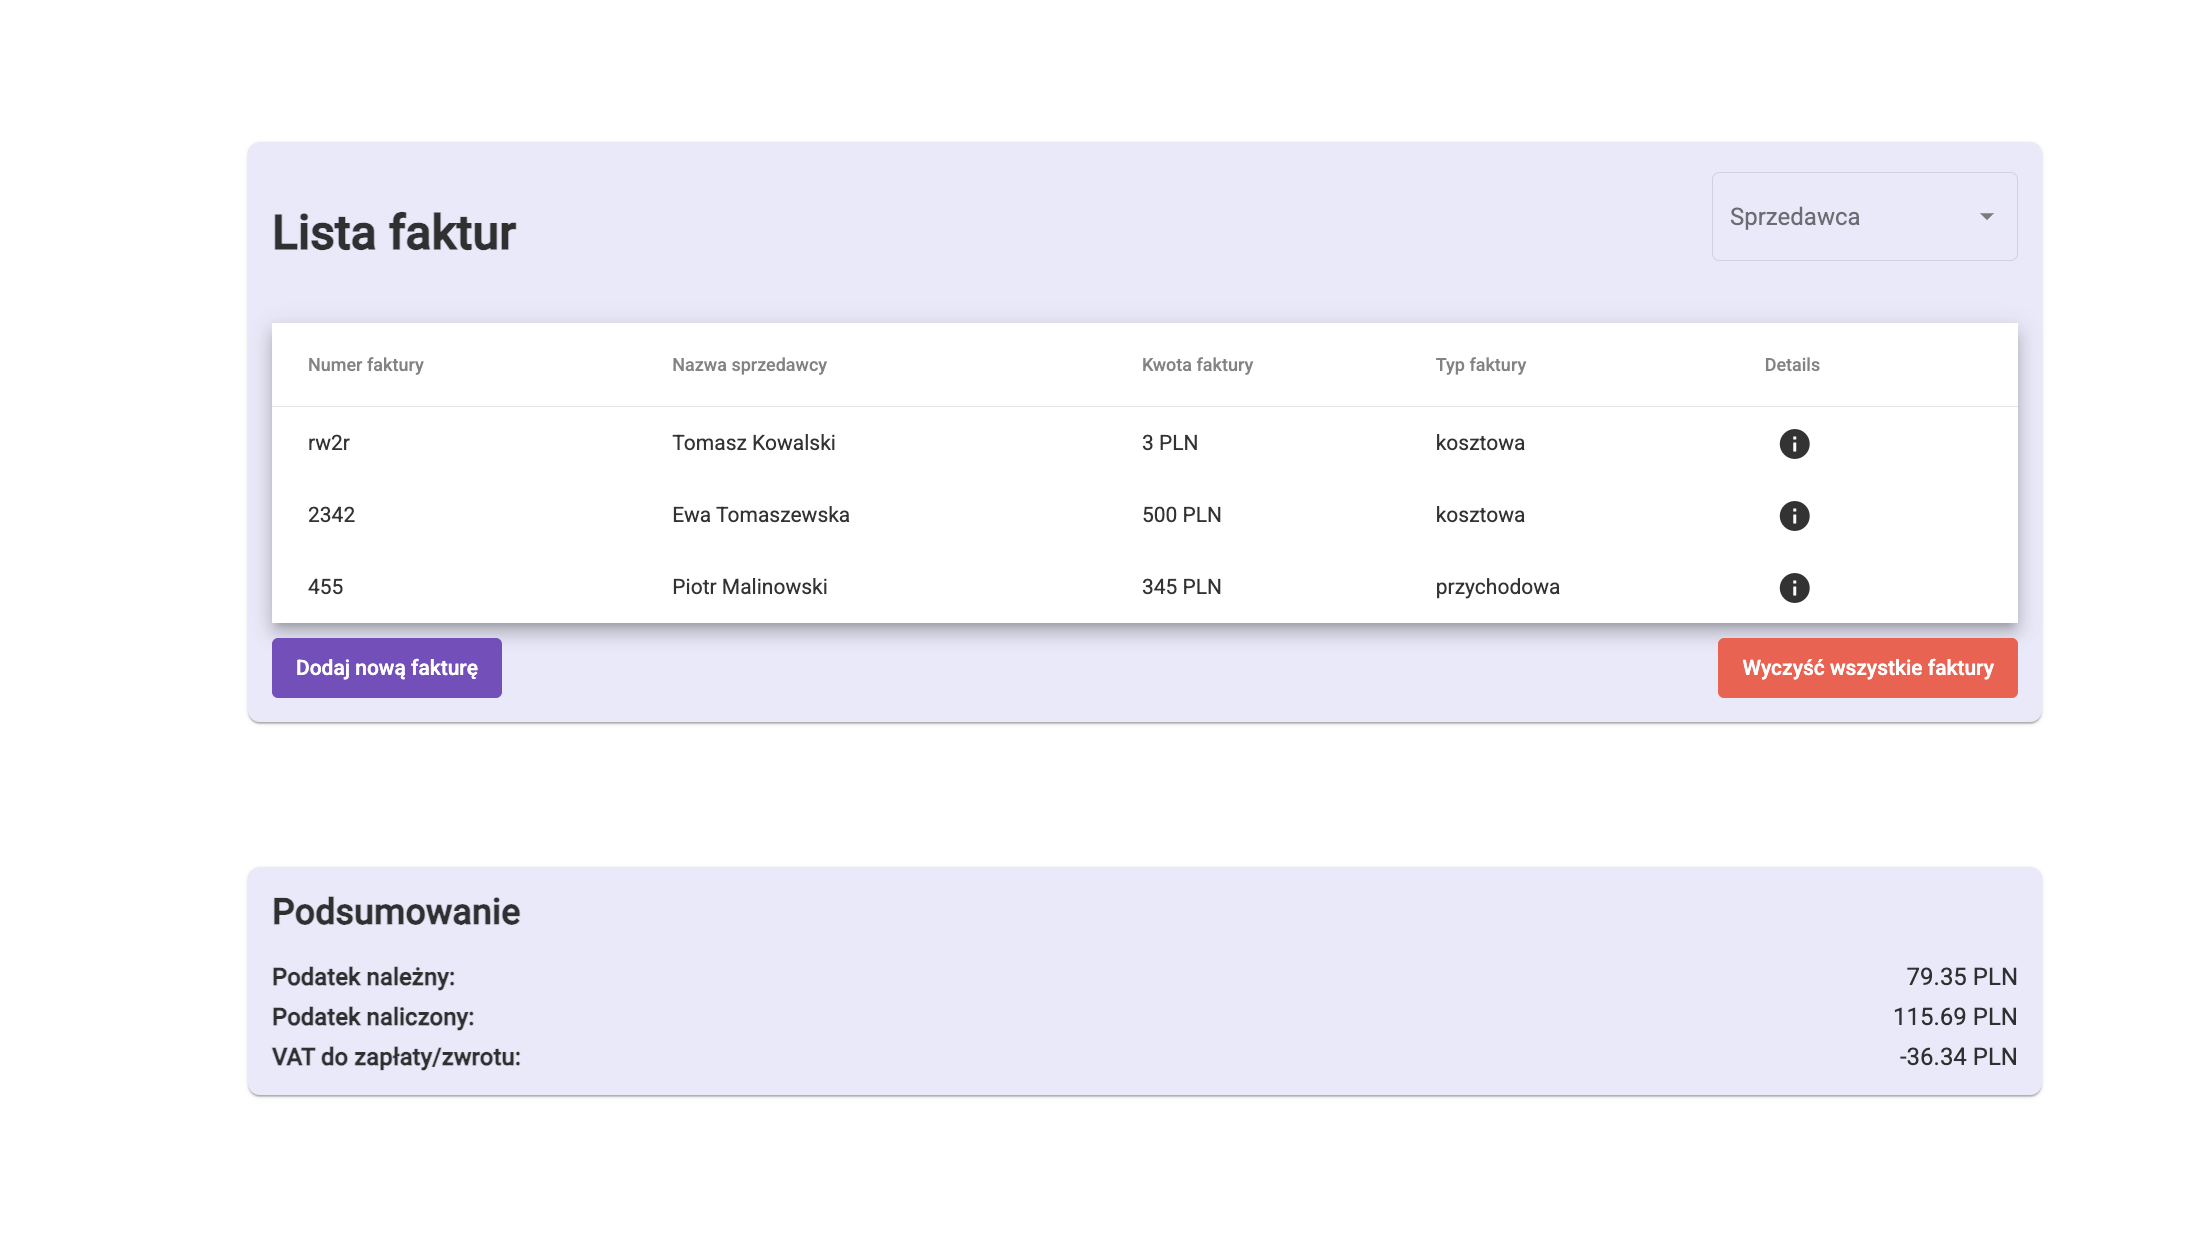 Lista faktur
Sprzedawca
Numer faktury Nazwa sprzedawcy Kwota faktury Typ faktury Details
rw2r Tomasz Kowalski 3 PLN kosztowa
2342 Ewa Tomaszewska 500 PLN kosztowa
455 Piotr Malinowski 345 PLN przychodowa
Dodaj nową fakturę Wyczyść wszystkie faktury
Podsumowanie
Podatek należny: 79.35 PLN
Podatek naliczony: 115.69 PLN
VAT do zapłaty/zwrotu: -36.34 PLN